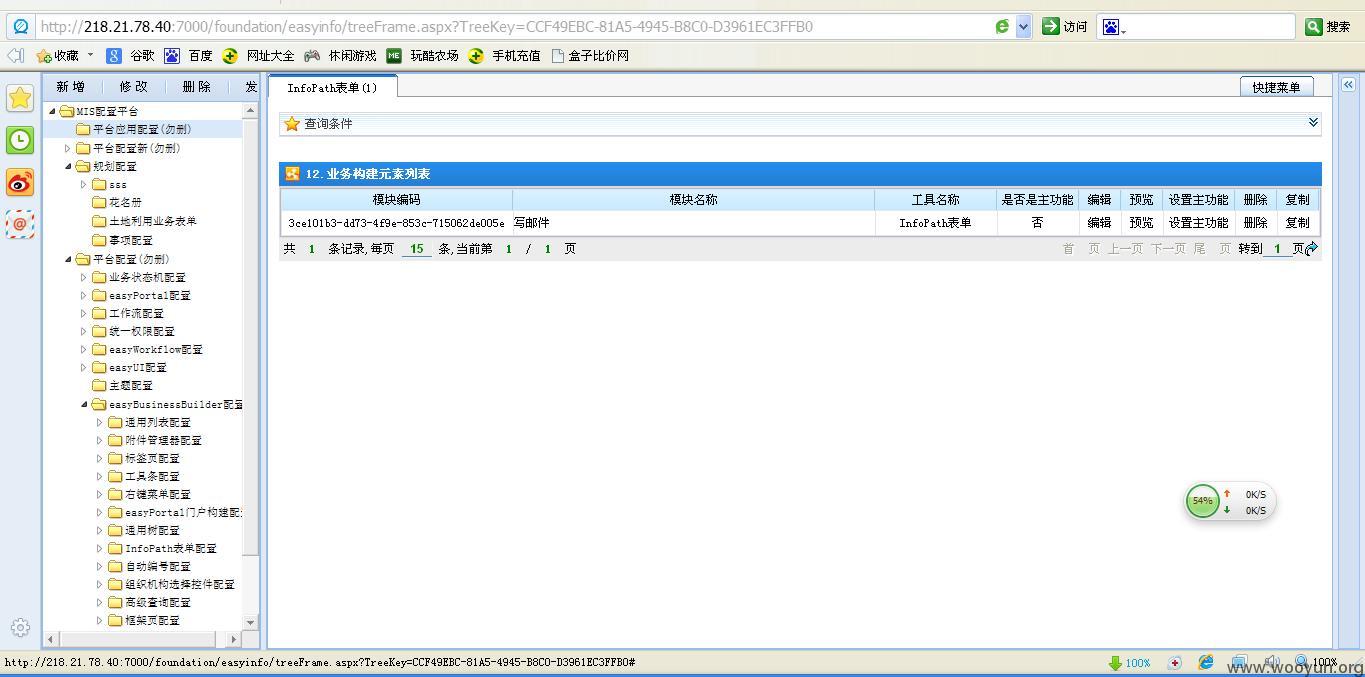 http://218.21.78.40:7000/foundation/easyinfo/treeFrame.aspx?TreeKey=CCF49EBC-81A5-4945-B8C0-D3961EC3FFB0 访问 搜索
收藏 谷歌 百度 网址大全 休闲游戏 玩酷农场 手机充值 盒子比价网
新增 修改 删除 发
InfoPath表单(1) 快捷菜单
MIS配置平台
平台应用配置(勿删)
平台配置新(勿删)
规划配置
sss
花名册
土地利用业务表单
事项配置
平台配置(勿删)
业务状态机配置
easyPortal配置
工作流配置
统一权限配置
easyWorkflow配置
easyUI配置
主题配置
easyBusinessBuilder配置
通用列表配置
附件管理器配置
标签页配置
工具条配置
右键菜单配置
easyPortal门户构建配
通用树配置
InfoPath表单配置
自动编号配置
组织机构选择控件配置
高级查询配置
框架页配置
查询条件
12.业务构建元素列表
模块编码 模块名称 工具名称 是否是主功能 编辑 预览 设置主功能 删除 复制
3ce101b3-dd73-4f9e-853c-715062de005e 写邮件 InfoPath表单 否 编辑 预览 设置主功能 删除 复制
共 1 条记录,每页 15 条,当前第 1 / 1 页 首 页 上一页 下一页 尾 页 转到 1 页
54% 0K/S
0K/S
http://218.21.78.40:7000/foundation/easyinfo/treeFrame.aspx?TreeKey=CCF49EBC-81A5-4945-B8C0-D3961EC3FFB0# 100% 100%
www.wooyun.org